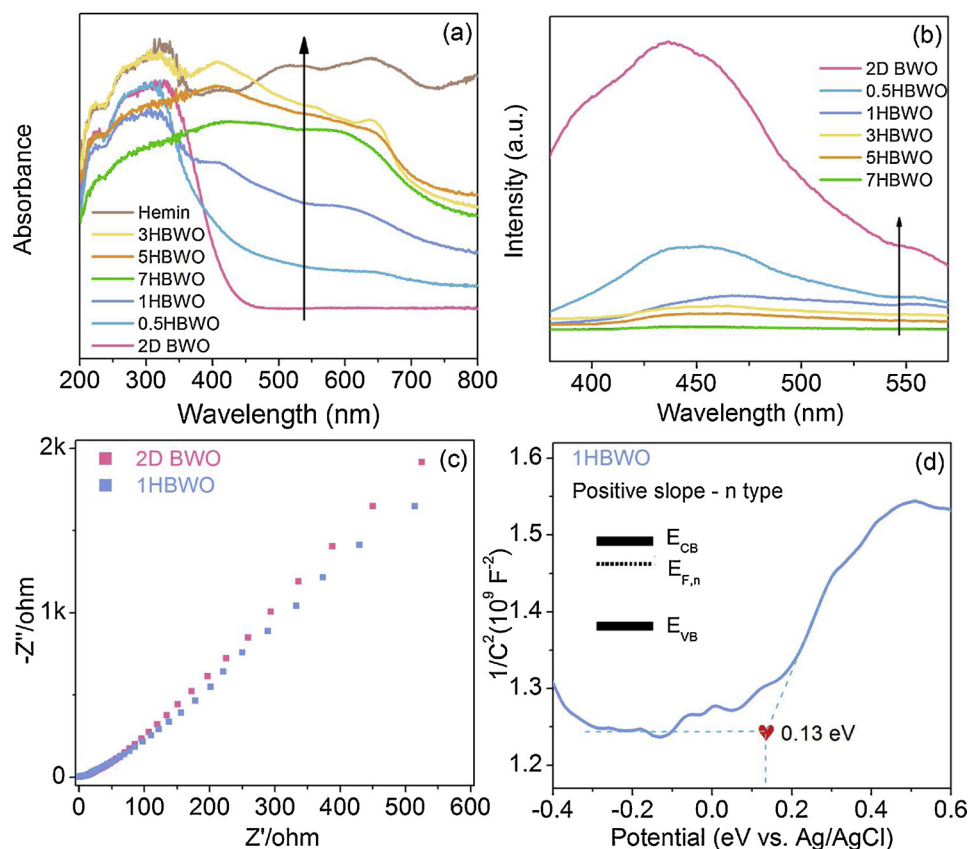 (a)
Absorbance
Hemin
3HBWO
5HBWO
7HBWO
1HBWO
0.5HBWO
2D BWO
200 300 400 500 600 700 800
Wavelength (nm)
(b)
Intensity (a.u.)
2D BWO
0.5HBWO
1HBWO
3HBWO
5HBWO
7HBWO
400 450 500 550
Wavelength (nm)
(c)
2D BWO
1HBWO
-Z''/ohm
2k
1k
0
0 100 200 300 400 500 600
Z'/ohm
(d)
1HBWO
Positive slope - n type
E_CB
E_F,n
E_VB
0.13 eV
1/C² (10⁹ F⁻²)
1.6
1.5
1.4
1.3
1.2
-0.4 -0.2 0.0 0.2 0.4 0.6
Potential (eV vs. Ag/AgCl)